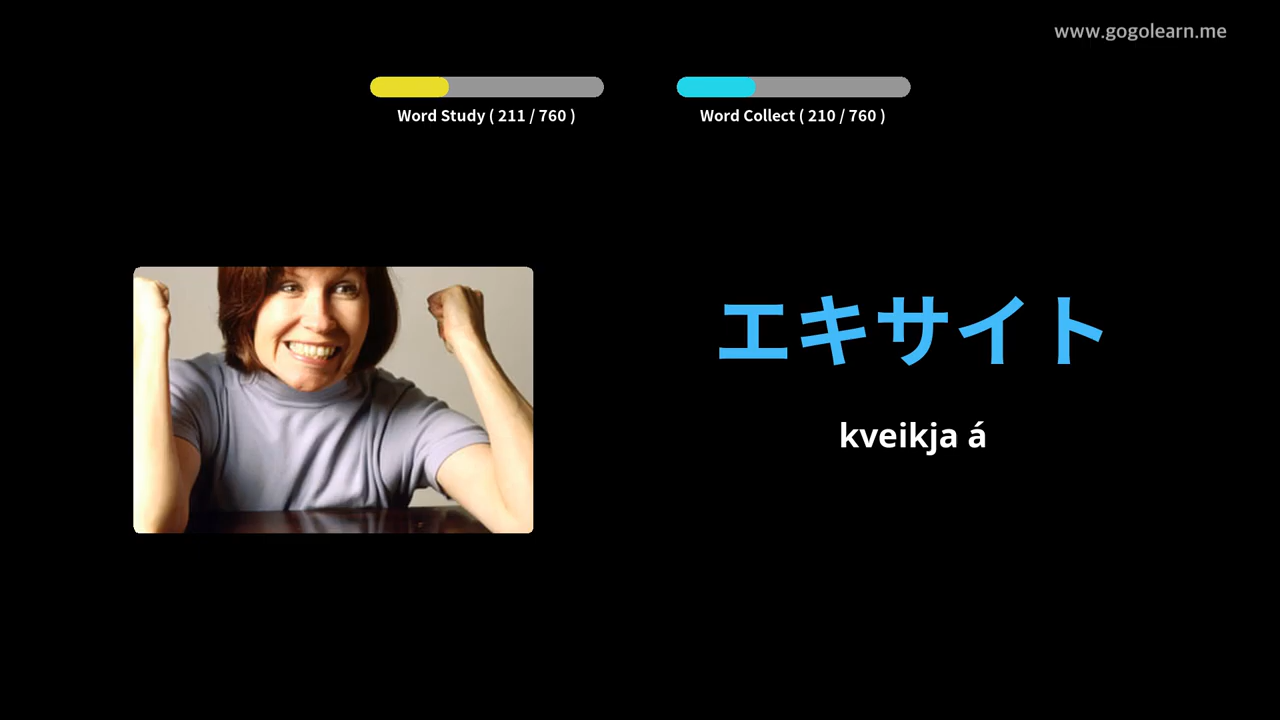 www.gogolearn.me
Word Study ( 211 / 760 )
Word Collect ( 210 / 760 )
エキサイト
kveikja á